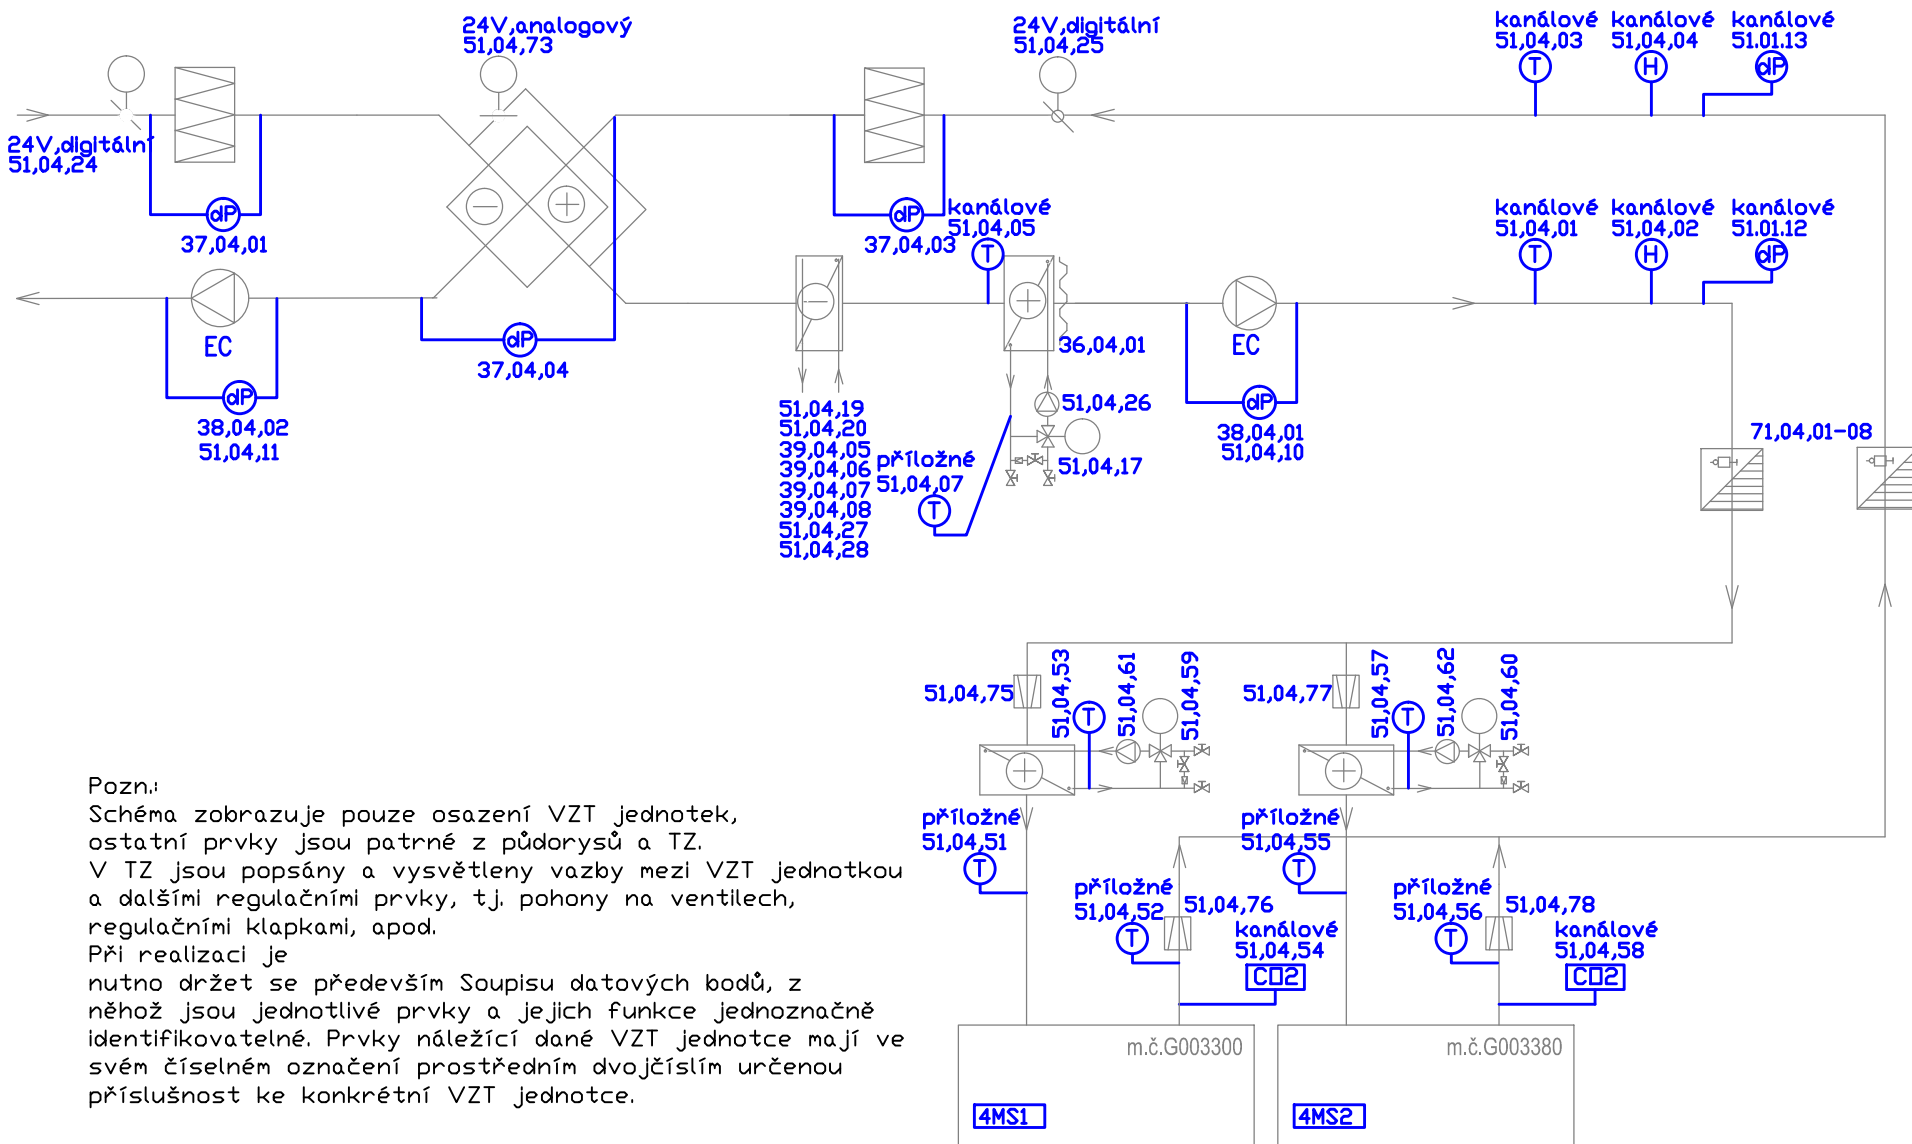 24V,analogový
51,04,73
24V,digitální
51,04,25
kanálové
51,04,03
T
kanálové
51,04,04
H
kanálové
51.01.13
dP
24V,digitální
51,04,24
dP
37,04,01
dP
37,04,03
kanálové
51,04,05
T
kanálové
51,04,01
T
kanálové
51,04,02
H
kanálové
51.01.12
dP
EC
dP
38,04,02
51,04,11
dP
37,04,04
36,04,01
EC
dP
38,04,01
51,04,10
51,04,19
51,04,20
39,04,05
39,04,06
39,04,07
39,04,08
51,04,27
51,04,28
příložné
51,04,07
T
51,04,26
51,04,17
71,04,01-08
51,04,75
51,04,53
T
51,04,61
51,04,59
51,04,77
51,04,57
T
51,04,62
51,04,60
příložné
51,04,51
T
příložné
51,04,55
T
příložné
51,04,52
T
51,04,76
kanálové
51,04,54
CO2
příložné
51,04,56
T
51,04,78
kanálové
51,04,58
CO2
m.č.G003300
4MS1
m.č.G003380
4MS2
Pozn.:
Schéma zobrazuje pouze osazení VZT jednotek,
ostatní prvky jsou patrné z půdorysů a TZ.
V TZ jsou popsány a vysvětleny vazby mezi VZT jednotkou
a dalšími regulačními prvky, t.j. pohony na ventilech,
regulačními klapkami, apod.
Při realizaci je
nutno držet se především Soupisu datových bodů, z
něhož jsou jednotlivé prvky a jejich funkce jednoznačně
identifikovatelné. Prvky náležící dané VZT jednotce mají ve
svém číselném označení prostředním dvojčíslím určenou
příslušnost ke konkrétní VZT jednotce.